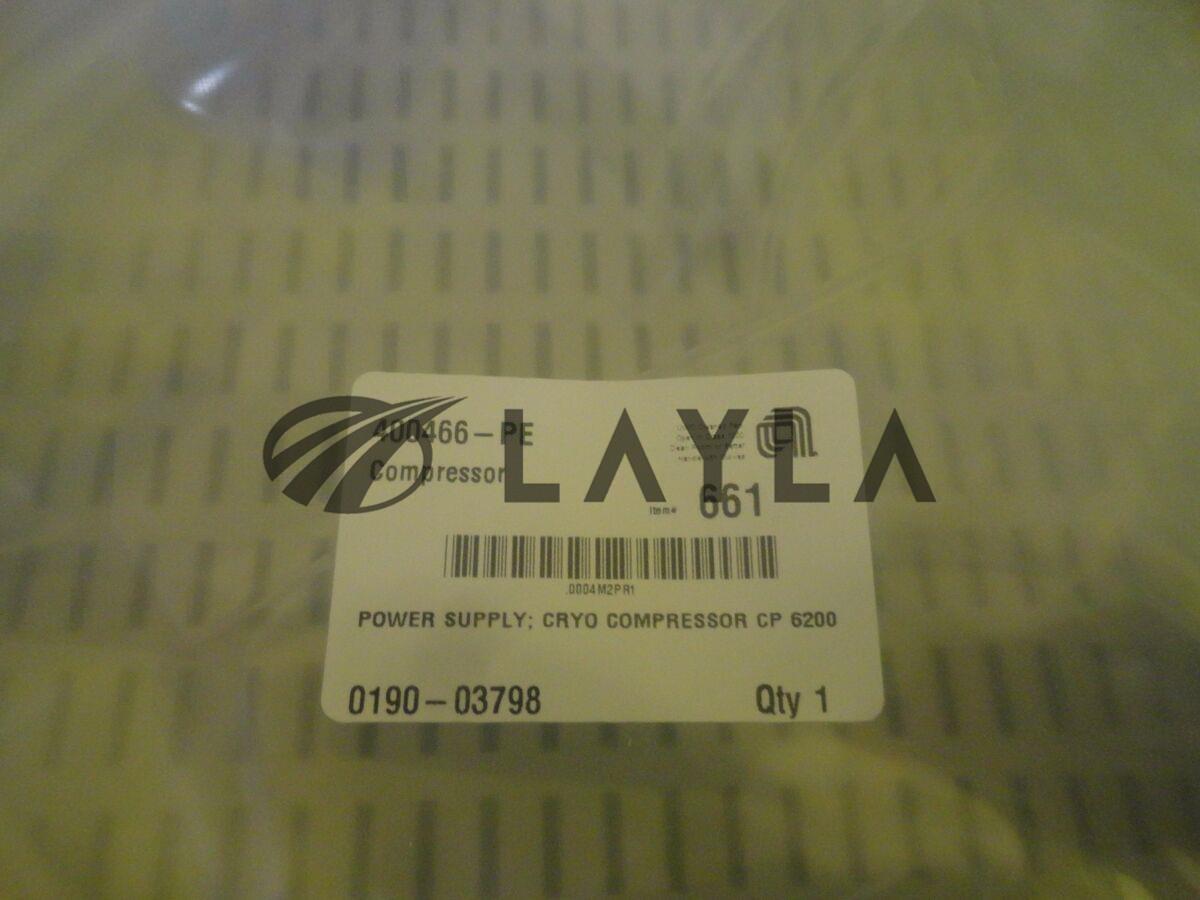 400466-PE
Compressor
LAYLA
Item# 661
.0004M2PR1
POWER SUPPLY; CRYO COMPRESSOR CP 6200
0190-03798 Qty 1